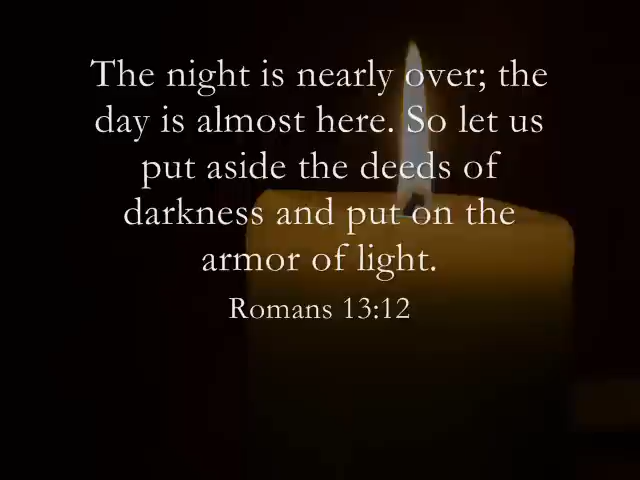 The night is nearly over; the
day is almost here. So let us
put aside the deeds of
darkness and put on the
armor of light.
Romans 13:12